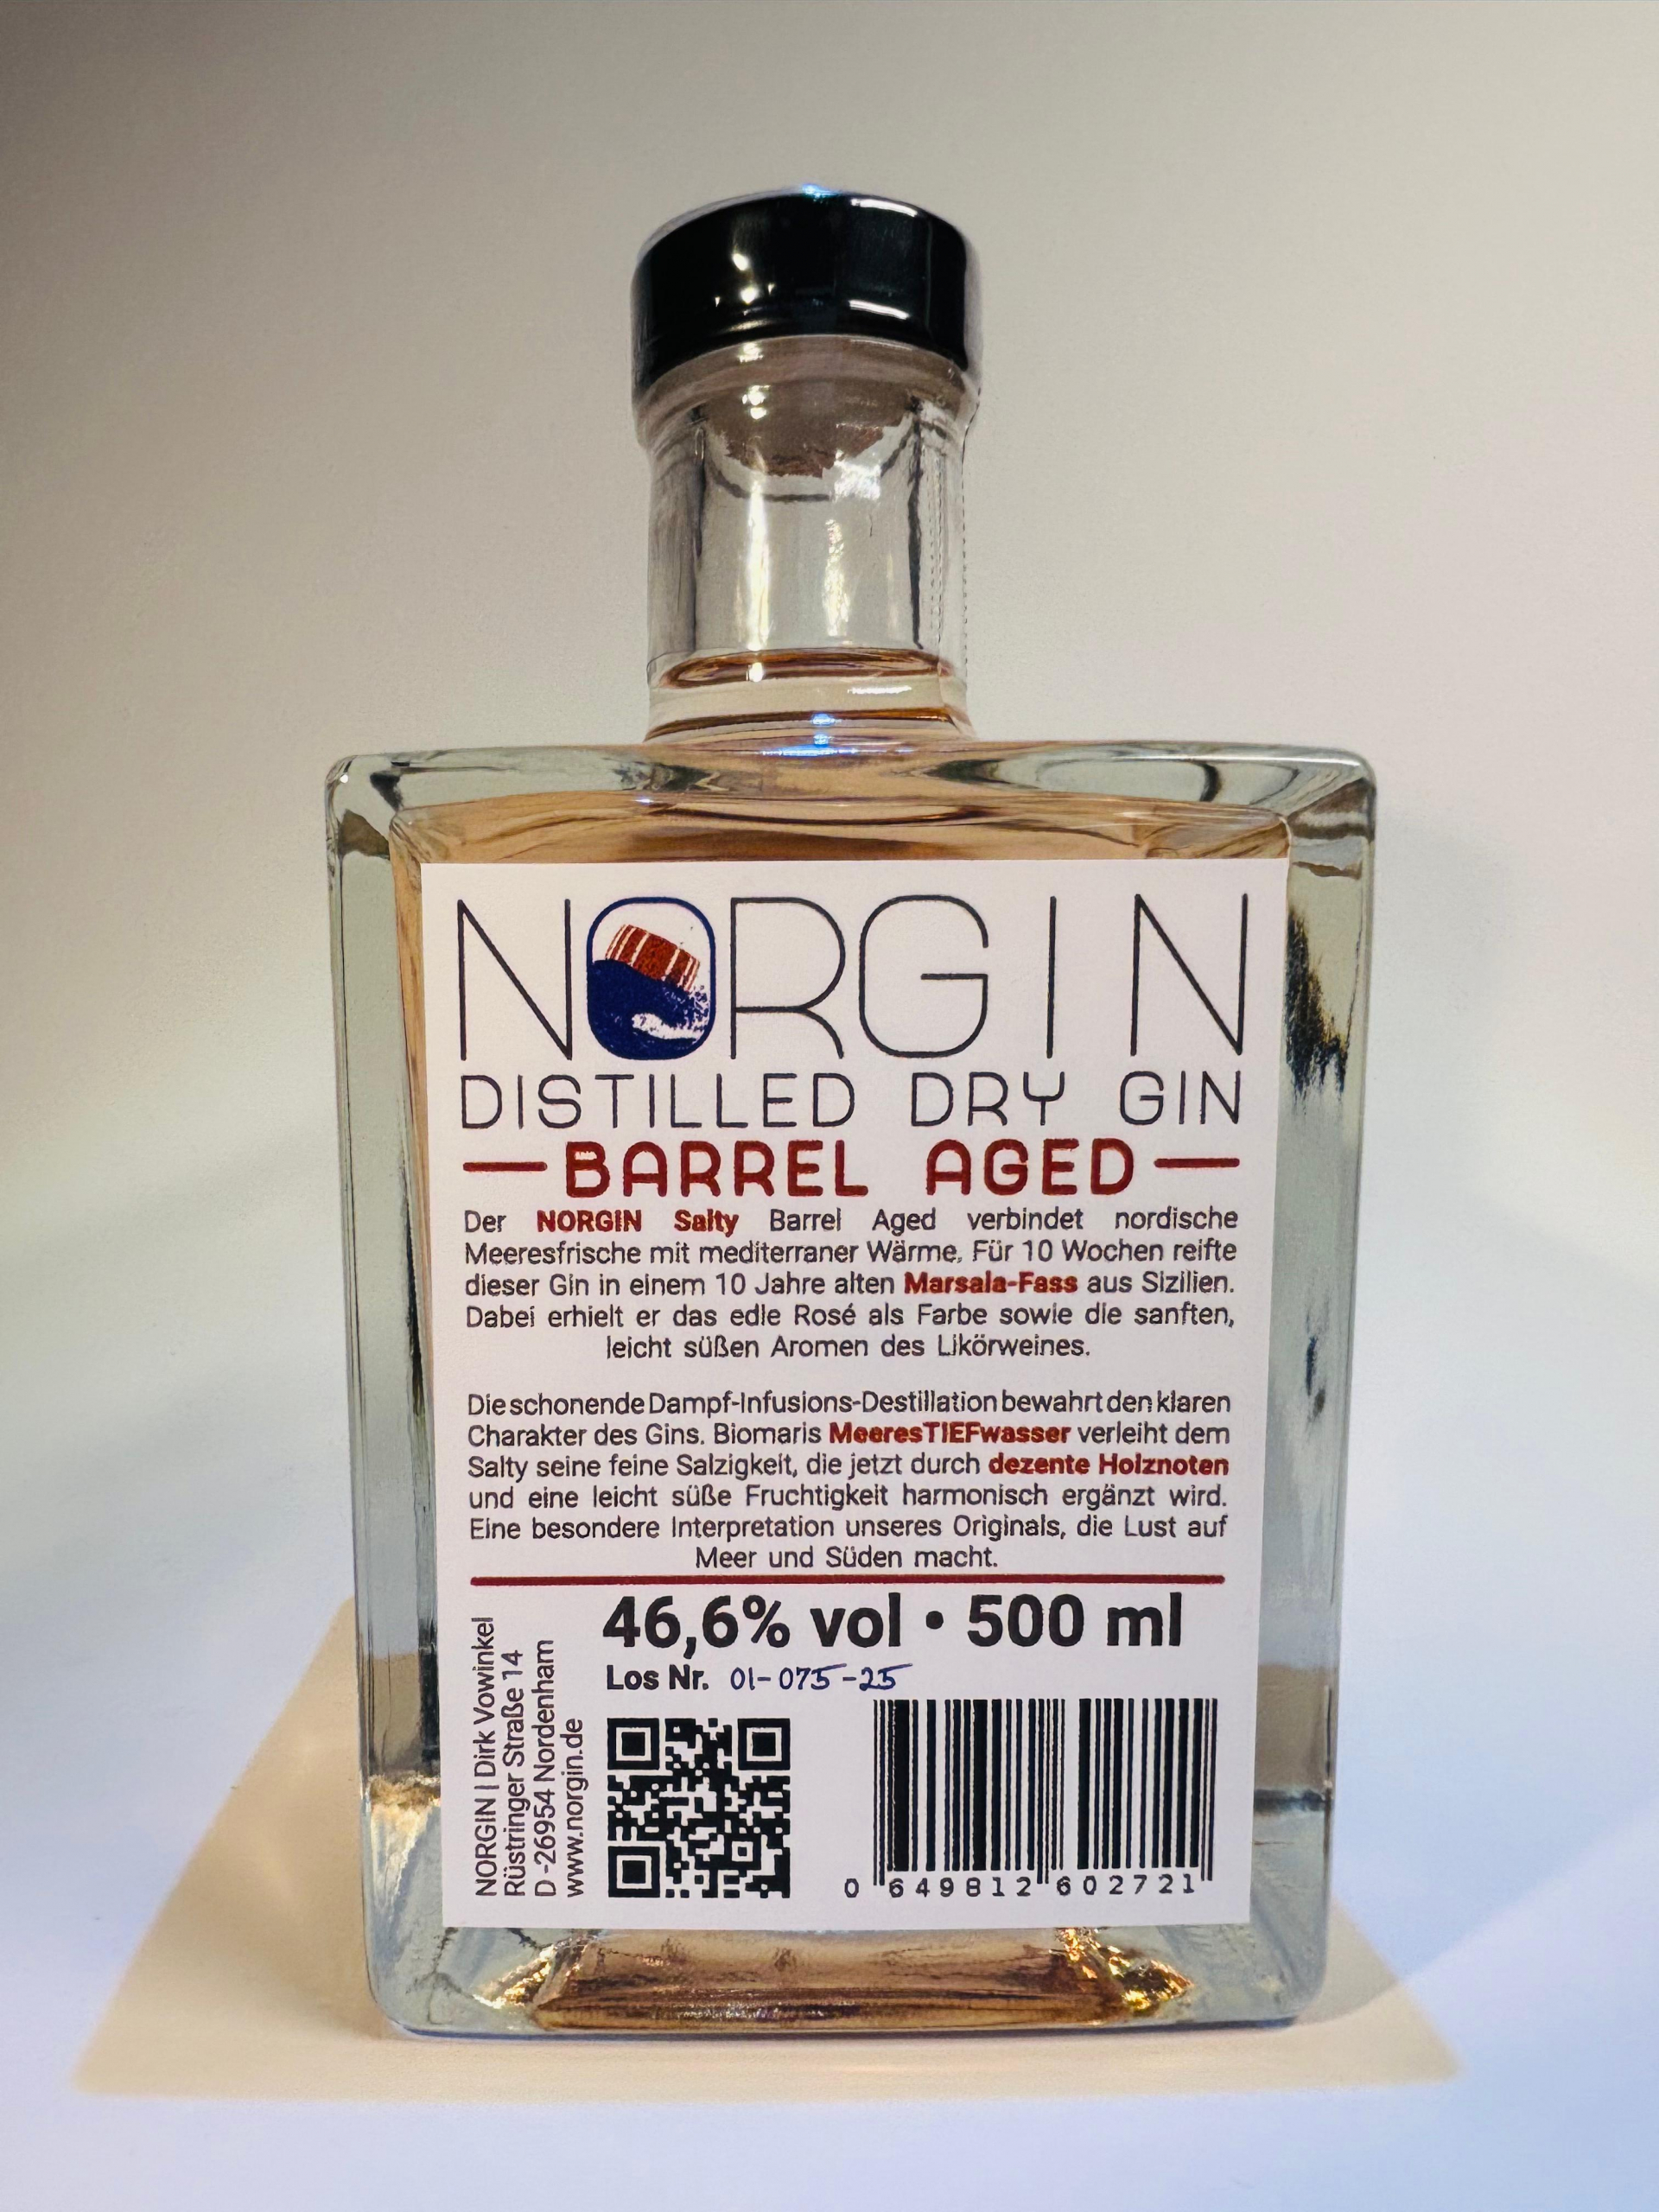 NORGIN
DISTILLED DRY GIN
BARREL AGED
Der NORGIN Salty Barrel Aged verbindet nordische
Meeresfrische mit mediterraner Wärme. Für 10 Wochen reifte
dieser Gin in einem 10 Jahre alten Marsala-Fass aus Sizilien.
Dabei erhielt er das edle Rosé als Farbe sowie die sanften,
leicht süßen Aromen des Likörweines.
Die schonende Dampf-Infusions-Destillation bewahrt den klaren
Charakter des Gins. Biomaris MeeresTIEFwasser verleiht dem
Salty seine feine Salzigkeit, die jetzt durch dezente Holznoten
und eine leicht süße Fruchtigkeit harmonisch ergänzt wird.
Eine besondere Interpretation unseres Originals, die Lust auf
Meer und Süden macht.
46,6% vol • 500 ml
Los Nr. 01-075-25
NORGIN | Dirk Vowinkel
Rüstringer Straße 14
D -26954 Nordenham
www.norgin.de
0 649812 602721